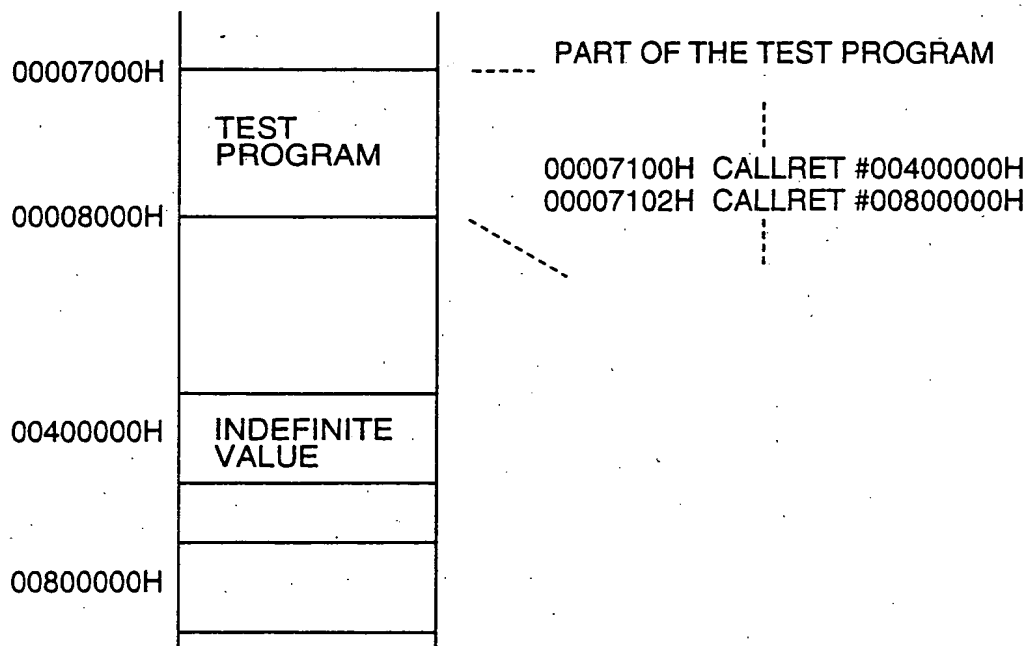 PART OF THE TEST PROGRAM
00007000H
TEST
PROGRAM
00007100H CALLRET #00400000H
00007102H CALLRET #00800000H
00008000H
00400000H
INDEFINITE
VALUE
00800000H